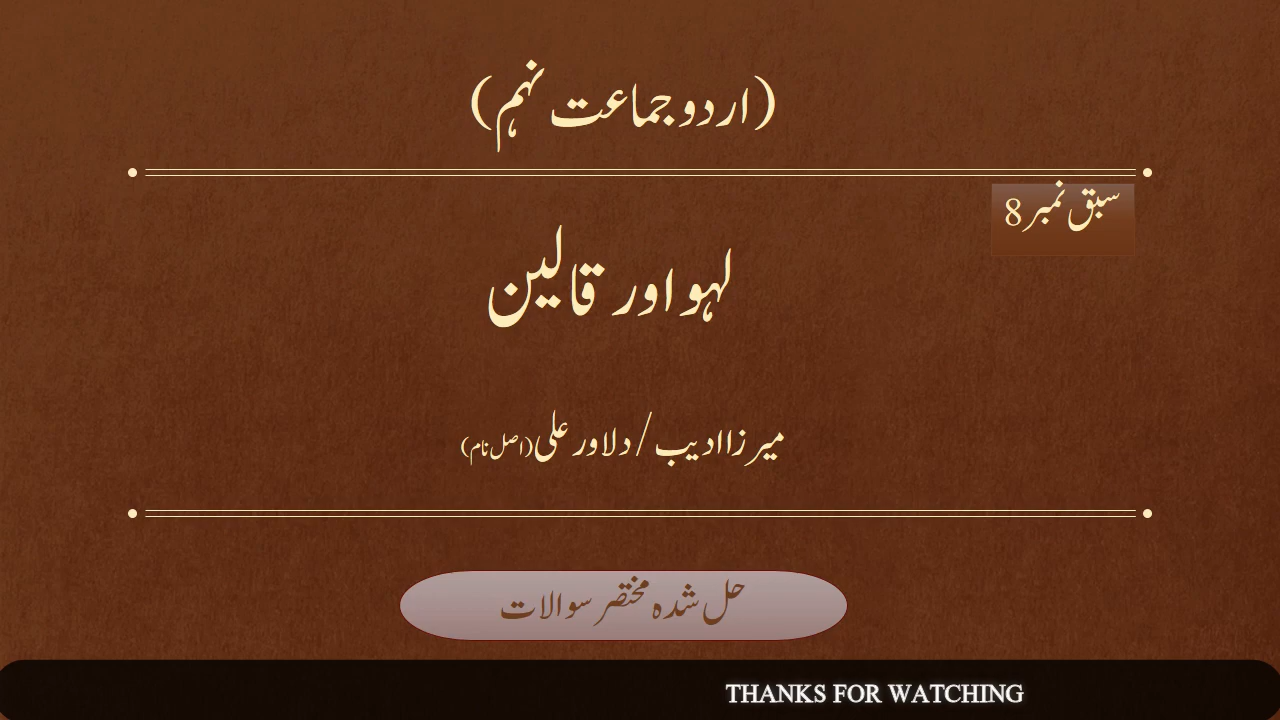 (اردو جماعت نہم)
سبق نمبر 8
لہو اور قالین
میرزا ادیب / دلاور علی (اصل نام)
حل شدہ مختصر سوالات
THANKS FOR WATCHING